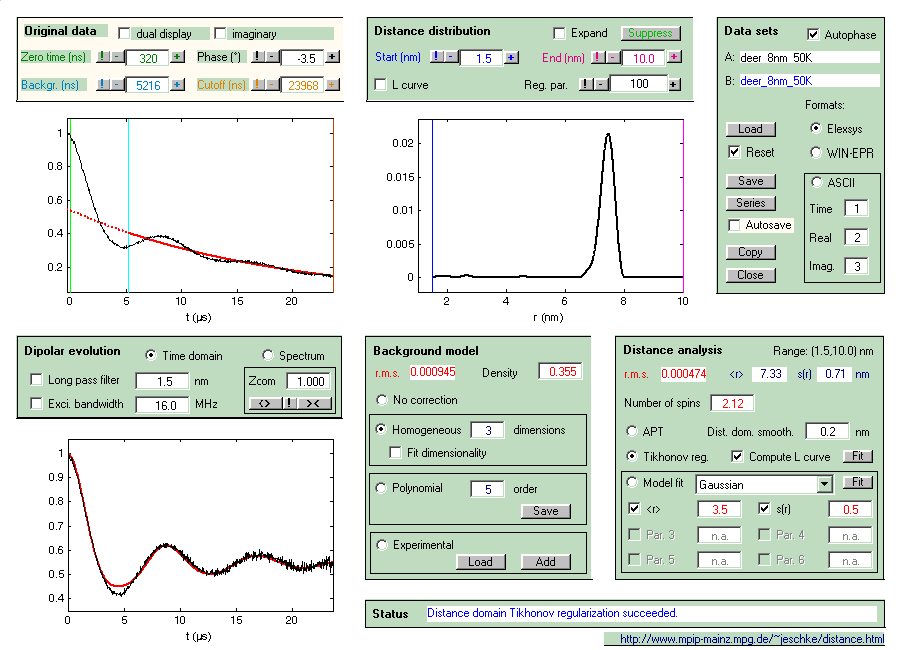 Original data
dual display
imaginary
Zero time (ns) ! - 320 + Phase (°) ! - -3.5 +
Backgr. (ns) ! - 5216 + Cutoff (ns) ! - 23968 +
1
0.8
0.6
0.4
0.2
0 5 10 15 20
t (µs)
Distance distribution
Expand
Suppress
Start (nm) ! - 1.5 + End (nm) ! - 10.0 +
L curve
Reg. par. ! - 100 +
0.02
0.015
0.01
0.005
0
2 4 6 8 10
r (nm)
Data sets
Autophase
A: deer_8nm_50K
B: deer_8nm_50K
Formats:
Load
Elexsys
Reset
WIN-EPR
Save
ASCII
Series
Time 1
Autosave
Real 2
Copy
Imag. 3
Close
Dipolar evolution
Time domain
Spectrum
Long pass filter 1.5 nm
Zcom 1.000
Exci. bandwidth 16.0 MHz
<> ! ><
1
0.9
0.8
0.7
0.6
0.5
0.4
0 5 10 15 20
t (µs)
Background model
r.m.s. 0.000945 Density 0.355
No correction
Homogeneous 3 dimensions
Fit dimensionality
Polynomial 5 order
Save
Experimental
Load
Add
Distance analysis Range: (1.5,10.0) nm
r.m.s. 0.000474 <r> 7.33 s(r) 0.71 nm
Number of spins 2.12
APT Dist. dom. smooth. 0.2 nm
Tikhonov reg. Compute L curve Fit
Model fit Gaussian Fit
<r> 3.5 s(r) 0.5
Par. 3 n.a. Par. 4 n.a.
Par. 5 n.a. Par. 6 n.a.
Status Distance domain Tikhonov regularization succeeded.
http://www.mpip-mainz.mpg.de/~jeschke/distance.html